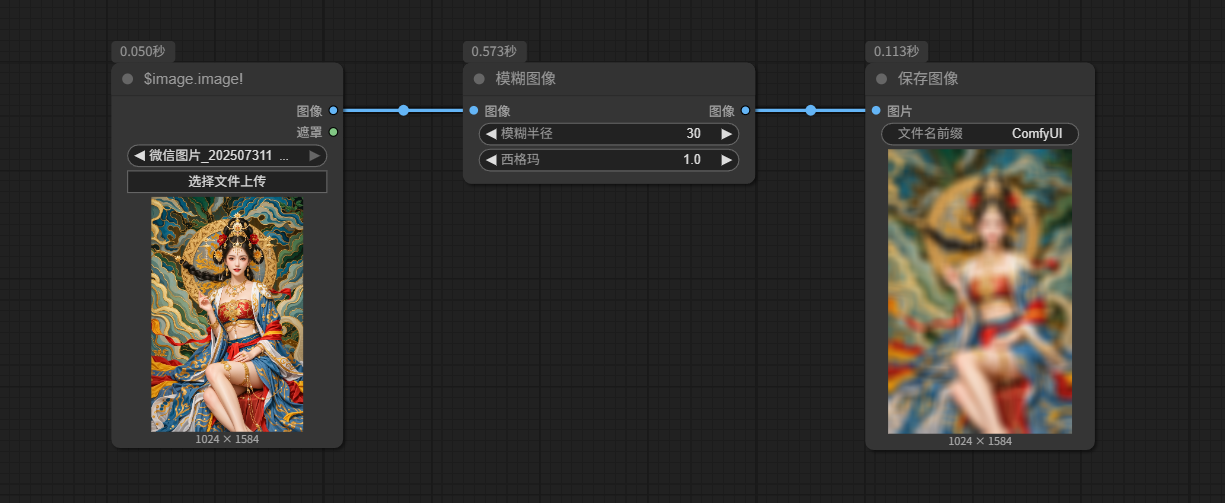 0.050秒
$image.image!
图像
遮罩
微信图片_202507311 ...
选择文件上传
1024 × 1584
0.573秒
模糊图像
图像 图像
模糊半径 30
西格玛 1.0
0.113秒
保存图像
图片
文件名前缀 ComfyUI
1024 × 1584